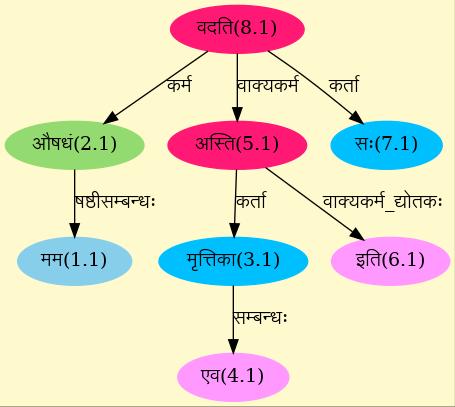 वदति(8.1)
कर्म
वाक्यकर्म
कर्ता
औषधं(2.1)
अस्ति(5.1)
सः(7.1)
षष्ठीसम्बन्धः
कर्ता
वाक्यकर्म_द्योतकः
मम(1.1)
मृत्तिका(3.1)
इति(6.1)
सम्बन्धः
एव(4.1)